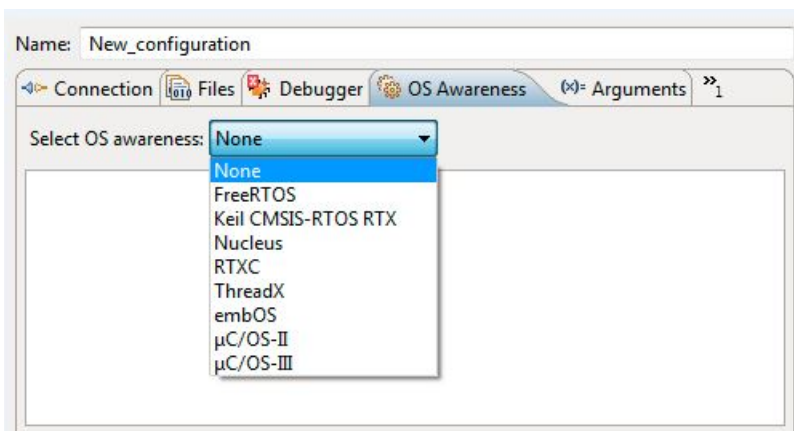 Name: New_configuration
Connection Files Debugger OS Awareness (x)= Arguments »1
Select OS awareness: None
None
FreeRTOS
Keil CMSIS-RTOS RTX
Nucleus
RTXC
ThreadX
embOS
µC/OS-II
µC/OS-III